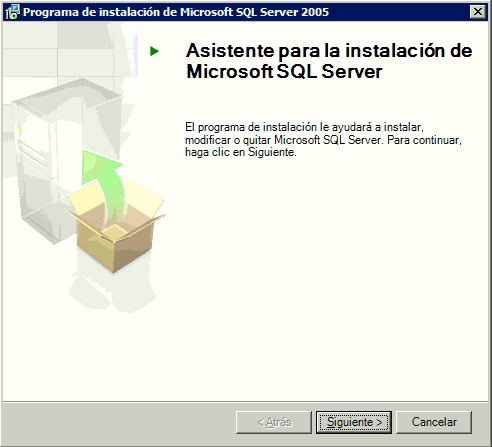 Programa de instalación de Microsoft SQL Server 2005
Asistente para la instalación de
Microsoft SQL Server
El programa de instalación le ayudará a instalar,
modificar o quitar Microsoft SQL Server. Para continuar,
haga clic en Siguiente.
< Atrás
Siguiente >
Cancelar